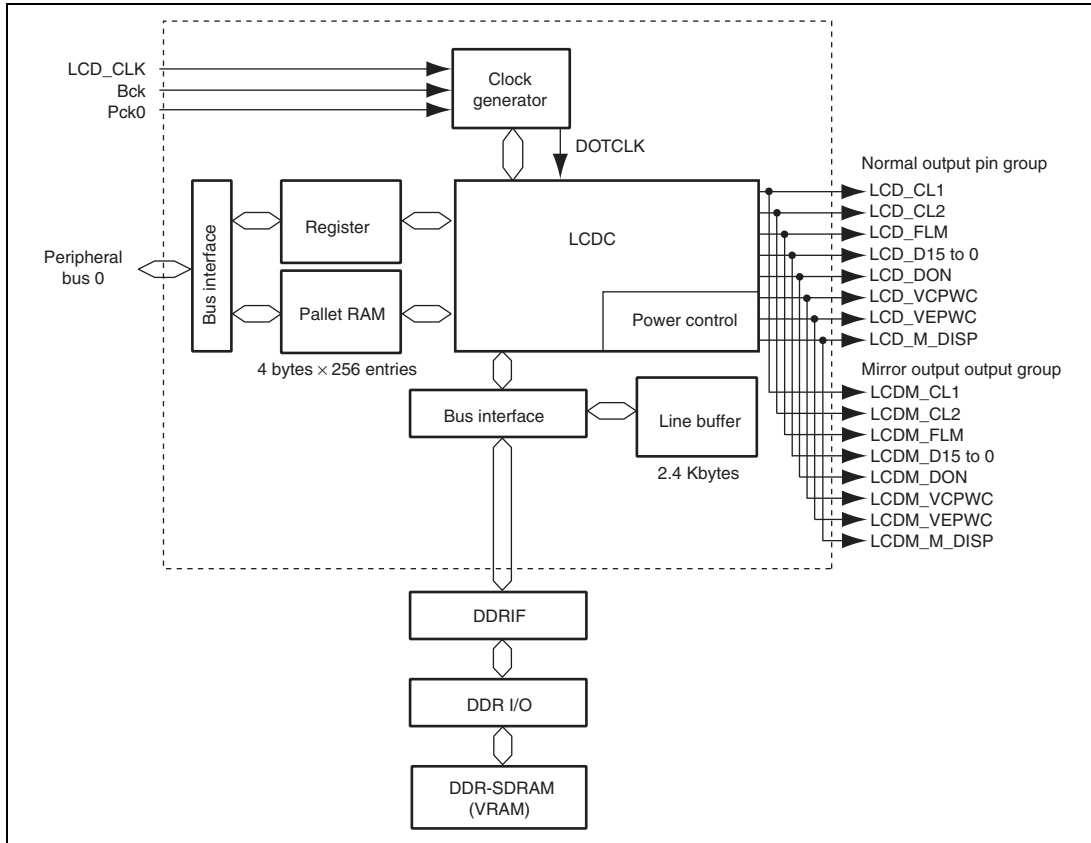 LCD_CLK
Bck
Pck0
Clock
generator
DOTCLK
Peripheral
bus 0
Bus interface
Register
Pallet RAM
4 bytes × 256 entries
LCDC
Power control
Bus interface
Line buffer
2.4 Kbytes
Normal output pin group
LCD_CL1
LCD_CL2
LCD_FLM
LCD_D15 to 0
LCD_DON
LCD_VCPWC
LCD_VEPWC
LCD_M_DISP
Mirror output output group
LCDM_CL1
LCDM_CL2
LCDM_FLM
LCDM_D15 to 0
LCDM_DON
LCDM_VCPWC
LCDM_VEPWC
LCDM_M_DISP
DDRIF
DDR I/O
DDR-SDRAM
(VRAM)